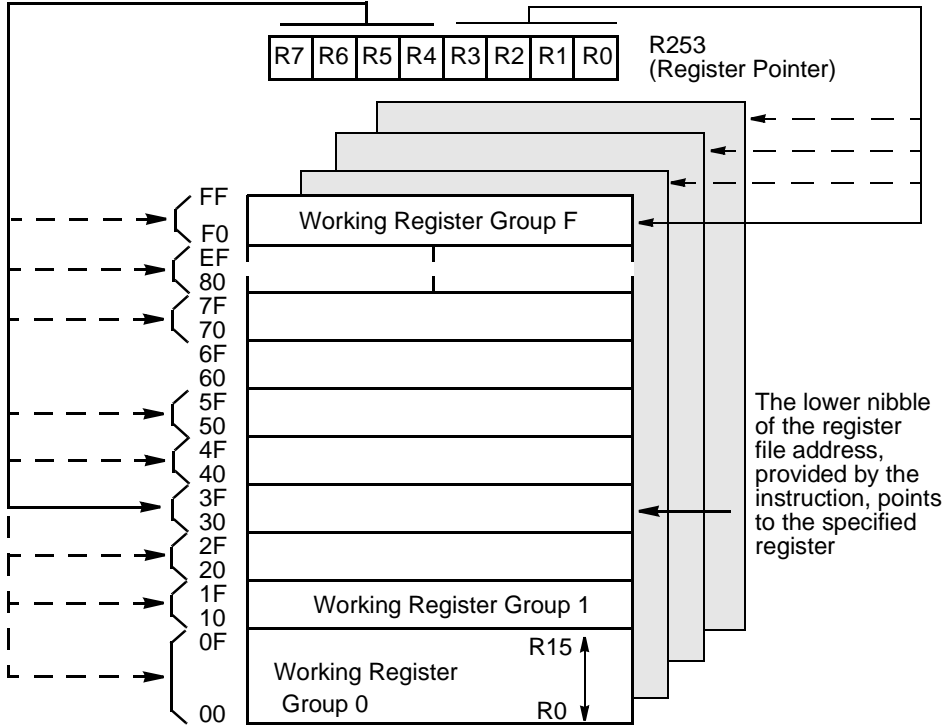 R7 R6 R5 R4 R3 R2 R1 R0
R253
(Register Pointer)
FF
Working Register Group F
F0
EF
80
7F
70
6F
60
5F
50
4F
40
3F
30
2F
20
1F
10
Working Register Group 1
0F
00
The lower nibble
of the register
file address,
provided by the
instruction, points
to the specified
register
R15
Working Register
Group 0
R0